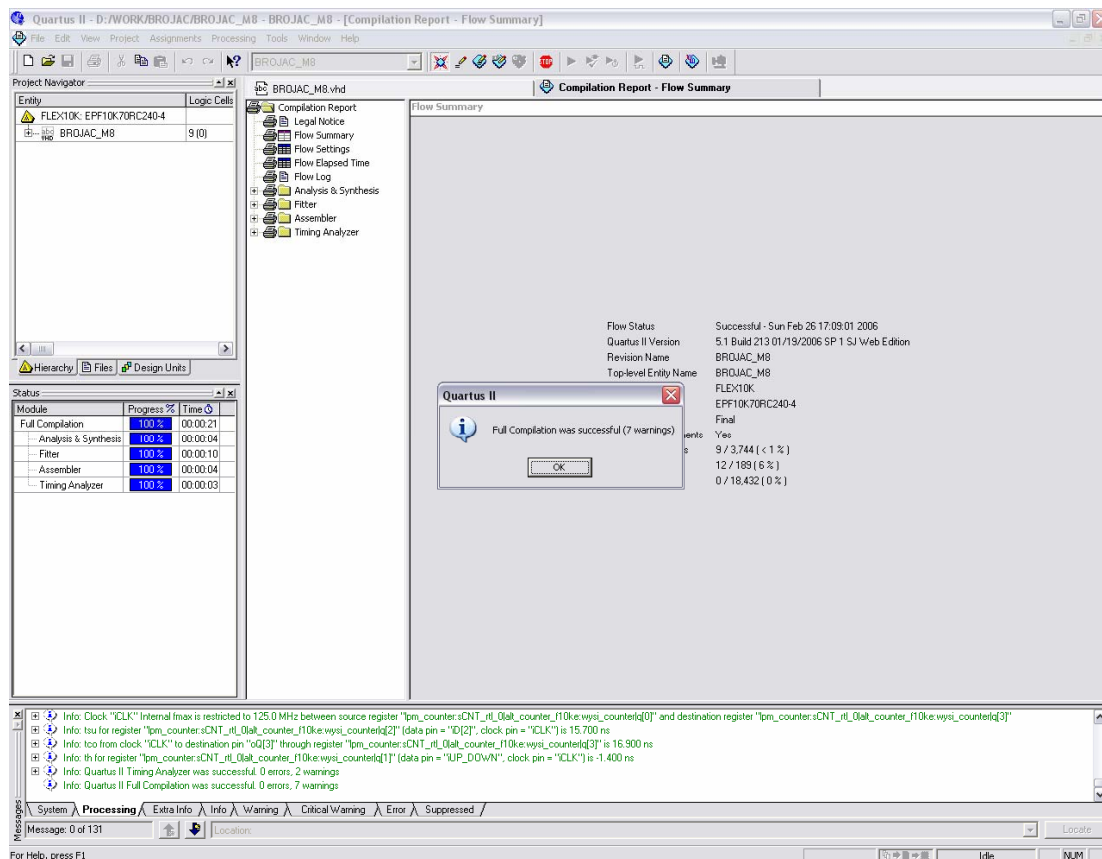 Quartus II - D:/WORK/BROJAC/BROJAC_M8 - BROJAC_M8 - [Compilation Report - Flow Summary]
File Edit View Project Assignments Processing Tools Window Help
BROJAC_M8
STOP
Project Navigator
Entity Logic Cells
FLEX10K: EPF10K70RC240-4
BROJAC_M8 9 (0)
Hierarchy Files Design Units
Status
Module Progress % Time
Full Compilation 100 % 00:00:21
Analysis & Synthesis 100 % 00:00:04
Fitter 100 % 00:00:10
Assembler 100 % 00:00:04
Timing Analyzer 100 % 00:00:03
BROJAC_M8.vhd
Compilation Report - Flow Summary
Compilation Report
Legal Notice
Flow Summary
Flow Settings
Flow Elapsed Time
Flow Log
Analysis & Synthesis
Fitter
Assembler
Timing Analyzer
Flow Summary
Flow Status Successful - Sun Feb 26 17:09:01 2006
Quartus II Version 5.1 Build 213 01/19/2006 SP 1 SJ Web Edition
Revision Name BROJAC_M8
Top-level Entity Name BROJAC_M8
FLEX10K
EPF10K70RC240-4
Final
ents Yes
s 9 / 3,744 ( < 1 % )
12 / 189 ( 6 % )
0 / 18,432 ( 0 % )
Quartus II
Full Compilation was successful (7 warnings)
OK
Info: Clock "iCLK" Internal fmax is restricted to 125.0 MHz between source register "lpm_counter:sCNT_rtl_0|alt_counter_f10ke:wysi_counter|q[0]" and destination register "lpm_counter:sCNT_rtl_0|alt_counter_f10ke:wysi_counter|q[3]"
Info: tsu for register "lpm_counter:sCNT_rtl_0|alt_counter_f10ke:wysi_counter|q[2]" (data pin = "iD[2]", clock pin = "iCLK") is 15.700 ns
Info: tco from clock "iCLK" to destination pin "oQ[3]" through register "lpm_counter:sCNT_rtl_0|alt_counter_f10ke:wysi_counter|q[3]" is 16.900 ns
Info: th for register "lpm_counter:sCNT_rtl_0|alt_counter_f10ke:wysi_counter|q[1]" (data pin = "iUP_DOWN", clock pin = "iCLK") is -1.400 ns
Info: Quartus II Timing Analyzer was successful. 0 errors, 2 warnings
Info: Quartus II Full Compilation was successful. 0 errors, 7 warnings
System Processing Extra Info Info Warning Critical Warning Error Suppressed
Messages
Message: 0 of 131 Location: Locate
For Help, press F1 Idle NUM